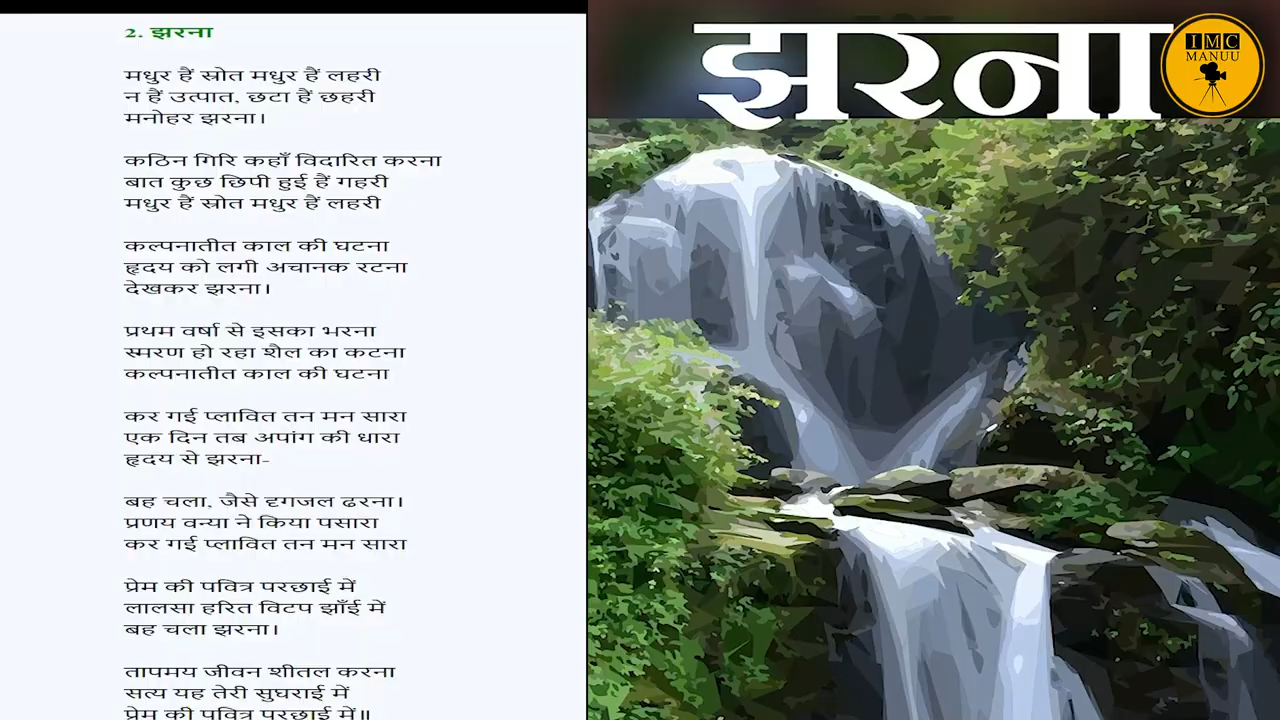 2. झरना
मधुर हैं स्रोत मधुर हैं लहरी
न हैं उत्पात, छटा हैं छहरी
मनोहर झरना।
कठिन गिरि कहाँ विदारित करना
बात कुछ छिपी हुई हैं गहरी
मधुर हैं स्रोत मधुर हैं लहरी
कल्पनातीत काल की घटना
हृदय को लगी अचानक रटना
देखकर झरना।
प्रथम वर्षा से इसका भरना
स्मरण हो रहा शैल का कटना
कल्पनातीत काल की घटना
कर गई प्लावित तन मन सारा
एक दिन तब अपांग की धारा
हृदय से झरना-
बह चला, जैसे दृगजल ढरना।
प्रणय वन्या ने किया पसारा
कर गई प्लावित तन मन सारा
प्रेम की पवित्र परछाई में
लालसा हरित विटप झाँई में
बह चला झरना।
तापमय जीवन शीतल करना
सत्य यह तेरी सुघराई में
प्रेम की पवित्र परछाई में॥
झरना
IMC
MANUU